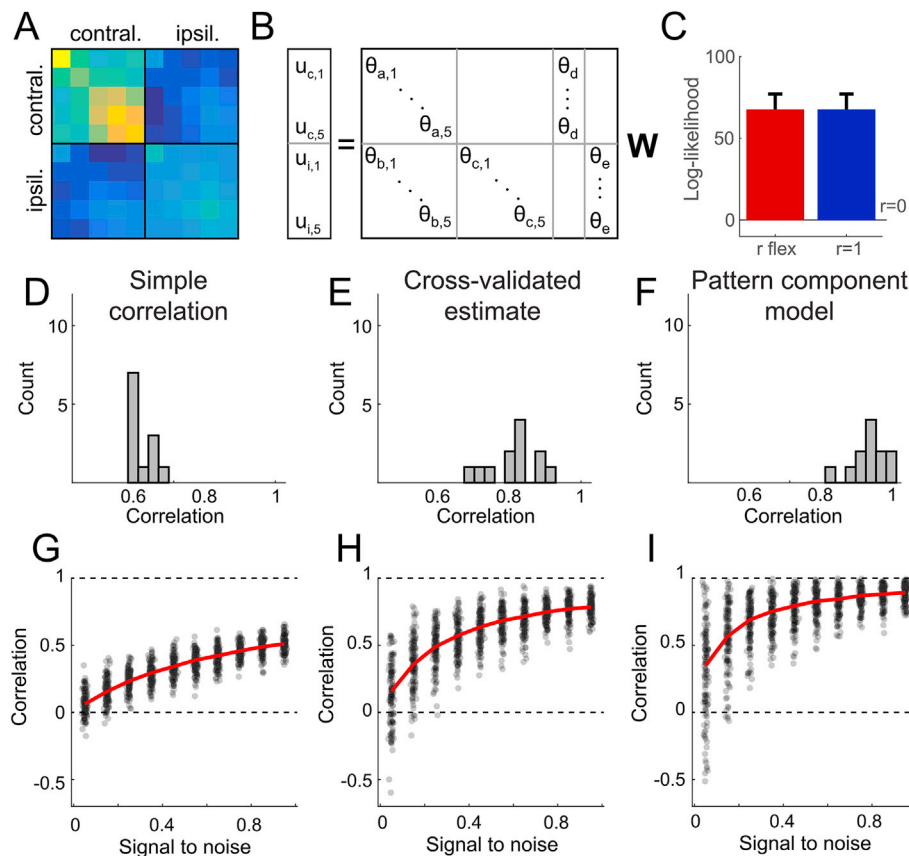 A
contral.
ipsil.
contral.
ipsil.
B
u c,1
u c,5
u i,1
u i,5
=
θ a,1
θ a,5
θ b,1
θ b,5
θ c,1
θ c,5
θ d
θ d
θ e
θ e
W
C
Log-likelihood
100
50
0
r=0
r flex
r=1
D
Simple
correlation
Count
10
5
0.6
0.8
1
Correlation
E
Cross-validated
estimate
Count
10
5
0.6
0.8
1
Correlation
F
Pattern component
model
Count
10
5
0.6
0.8
1
Correlation
G
Correlation
1
0.5
0
-0.5
0
0.4
0.8
Signal to noise
H
Correlation
1
0.5
0
-0.5
0
0.4
0.8
Signal to noise
I
Correlation
1
0.5
0
-0.5
0
0.4
0.8
Signal to noise